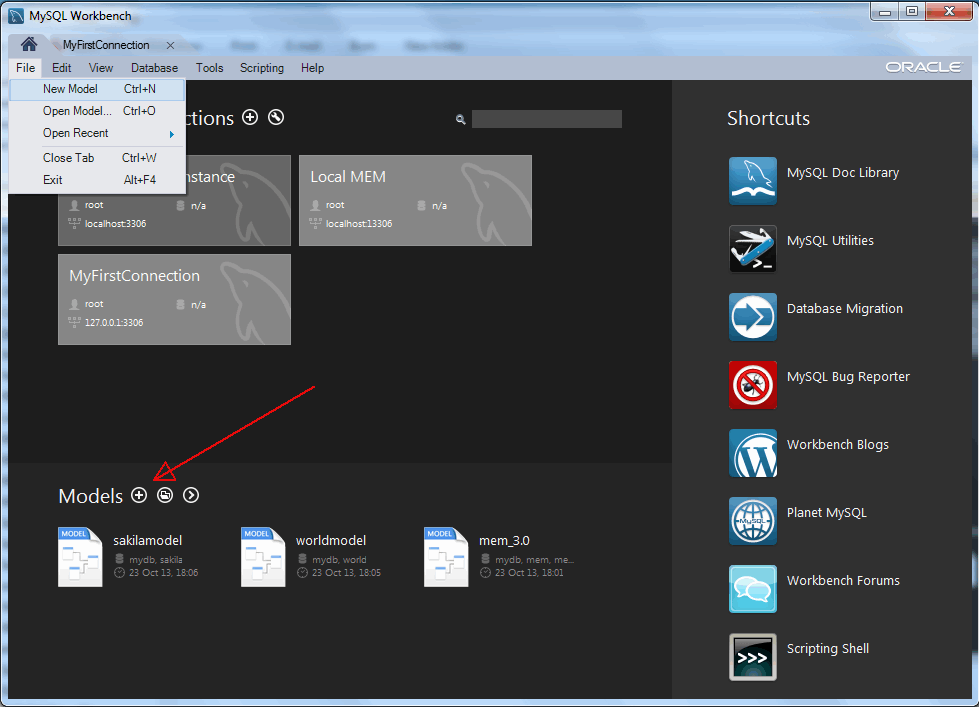 MySQL Workbench
MyFirstConnection
File Edit View Database Tools Scripting Help
ORACLE
New Model Ctrl+N
Open Model... Ctrl+O
Open Recent
Close Tab Ctrl+W
Exit Alt+F4
ctions
nstance
root n/a
localhost:3306
Local MEM
root n/a
localhost:13306
MyFirstConnection
root n/a
127.0.0.1:3306
Models
MODEL
sakilamodel
mydb, sakila
23 Oct 13, 18:06
MODEL
worldmodel
mydb, world
23 Oct 13, 18:05
MODEL
mem_3.0
mydb, mem, me...
23 Oct 13, 18:01
Shortcuts
MySQL Doc Library
MySQL Utilities
Database Migration
MySQL Bug Reporter
Workbench Blogs
MySQL
Planet MySQL
Workbench Forums
>>>
Scripting Shell